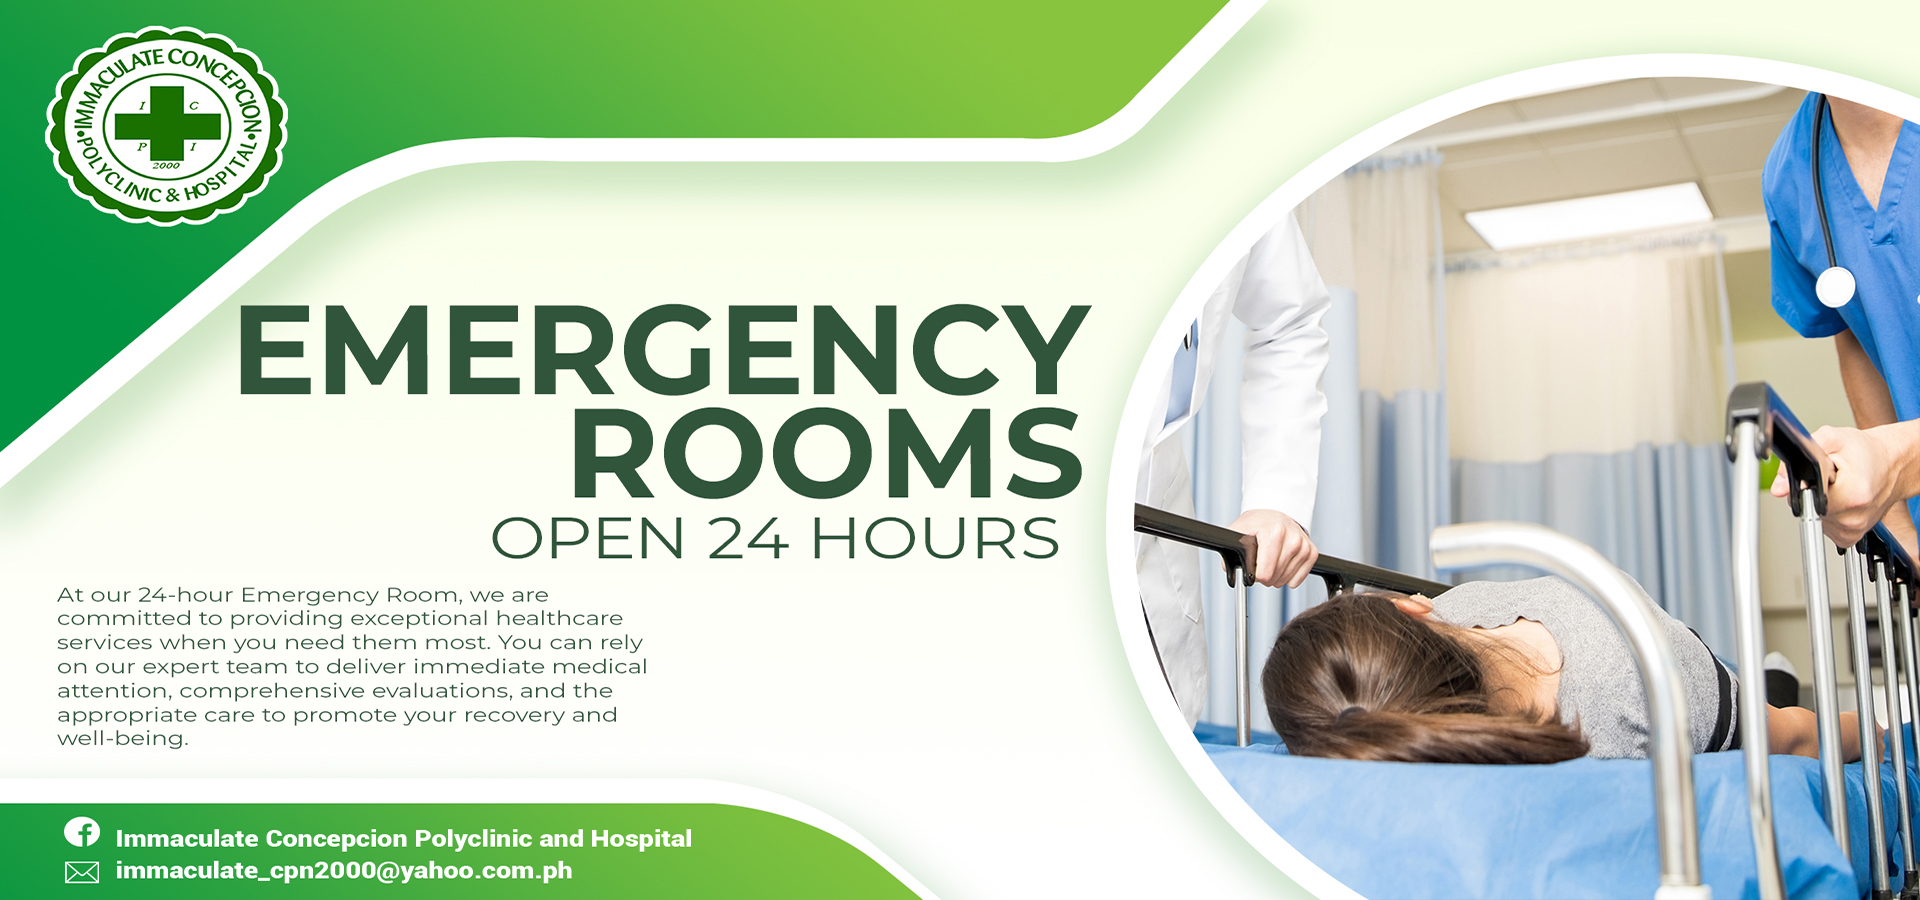 IMMACULATE CONCEPCION
I C
P I
2000
POLYCLINIC & HOSPITAL
EMERGENCY
ROOMS
OPEN 24 HOURS
At our 24-hour Emergency Room, we are
committed to providing exceptional healthcare
services when you need them most. You can rely
on our expert team to deliver immediate medical
attention, comprehensive evaluations, and the
appropriate care to promote your recovery and
well-being.
Immaculate Concepcion Polyclinic and Hospital
immaculate_cpn2000@yahoo.com.ph